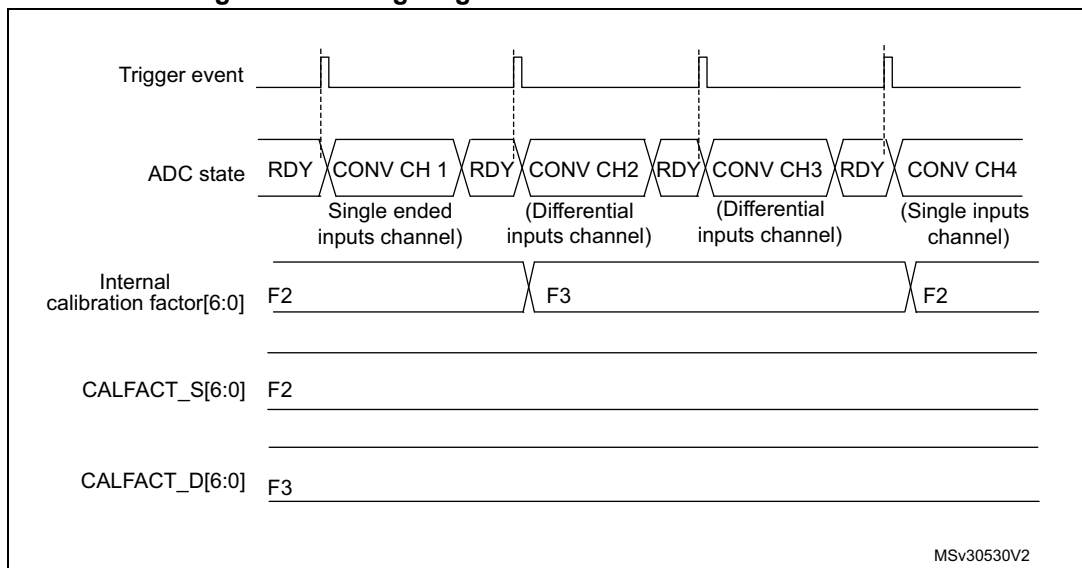 Trigger event
ADC state
RDY CONV CH 1 RDY CONV CH2 RDY CONV CH3 RDY CONV CH4
Single ended
inputs channel)
(Differential
inputs channel)
(Differential
inputs channel)
(Single inputs
channel)
Internal
calibration factor[6:0]
F2 F3 F2
CALFACT_S[6:0] F2
CALFACT_D[6:0] F3
MSv30530V2